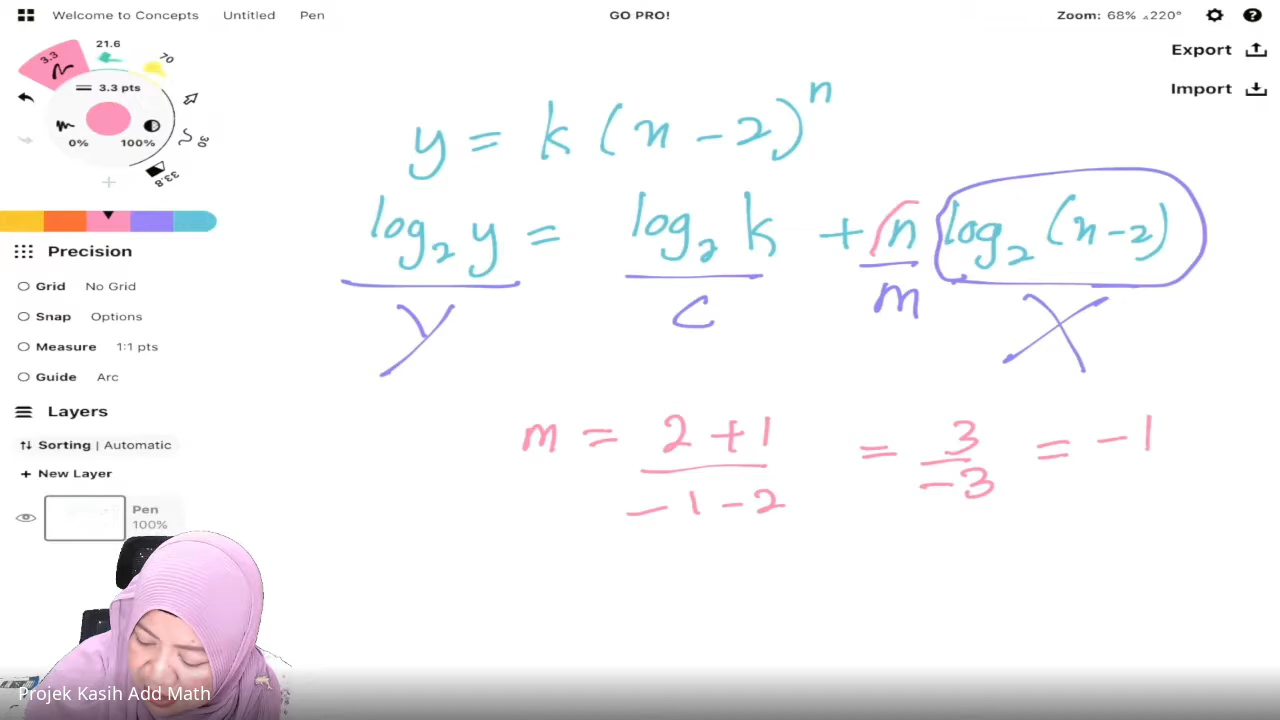 Welcome to Concepts Untitled Pen GO PRO! Zoom: 68% 220°
Export
Import
3.3
21.6
70
3.3 pts
0% 100%
30
33.8
Precision
Grid No Grid
Snap Options
Measure 1:1 pts
Guide Arc
Layers
Sorting | Automatic
+ New Layer
Pen
100%
y = k(x - 2)^n
log₂ y = log₂ k + n log₂ (x-2)
Y C m X
m = (2 + 1)/(-1 - 2) = 3/-3 = -1
Projek Kasih Add Math